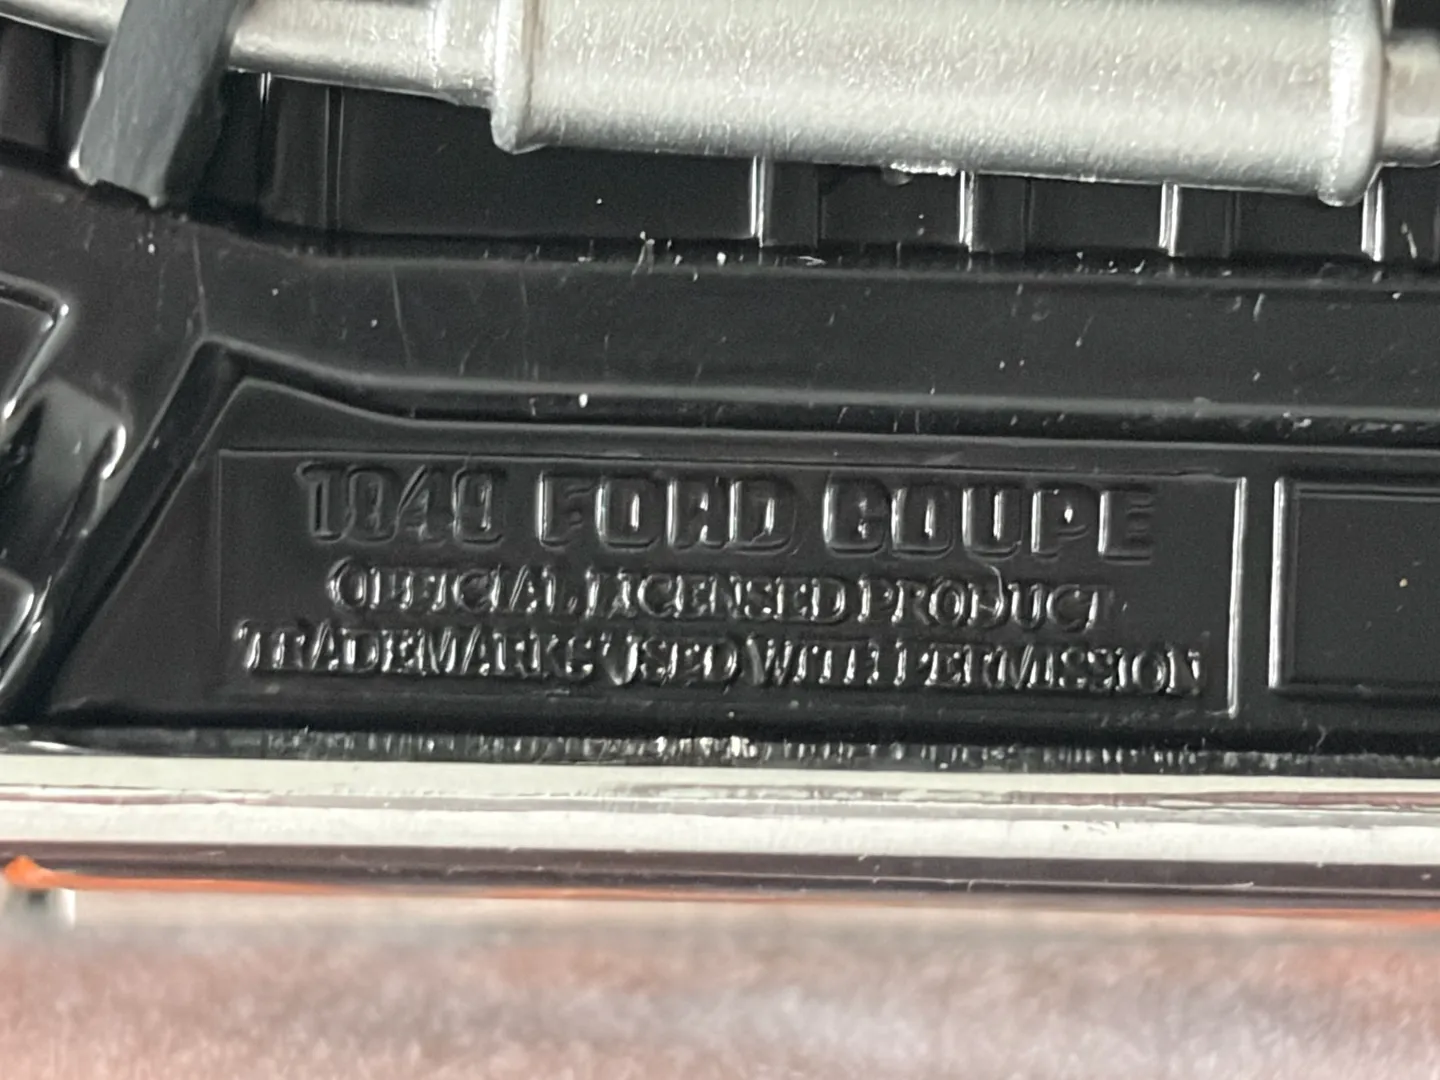 1949 FORD COUPE
OFFICIAL LICENSED PRODUCT
TRADEMARKS USED WITH PERMISSION